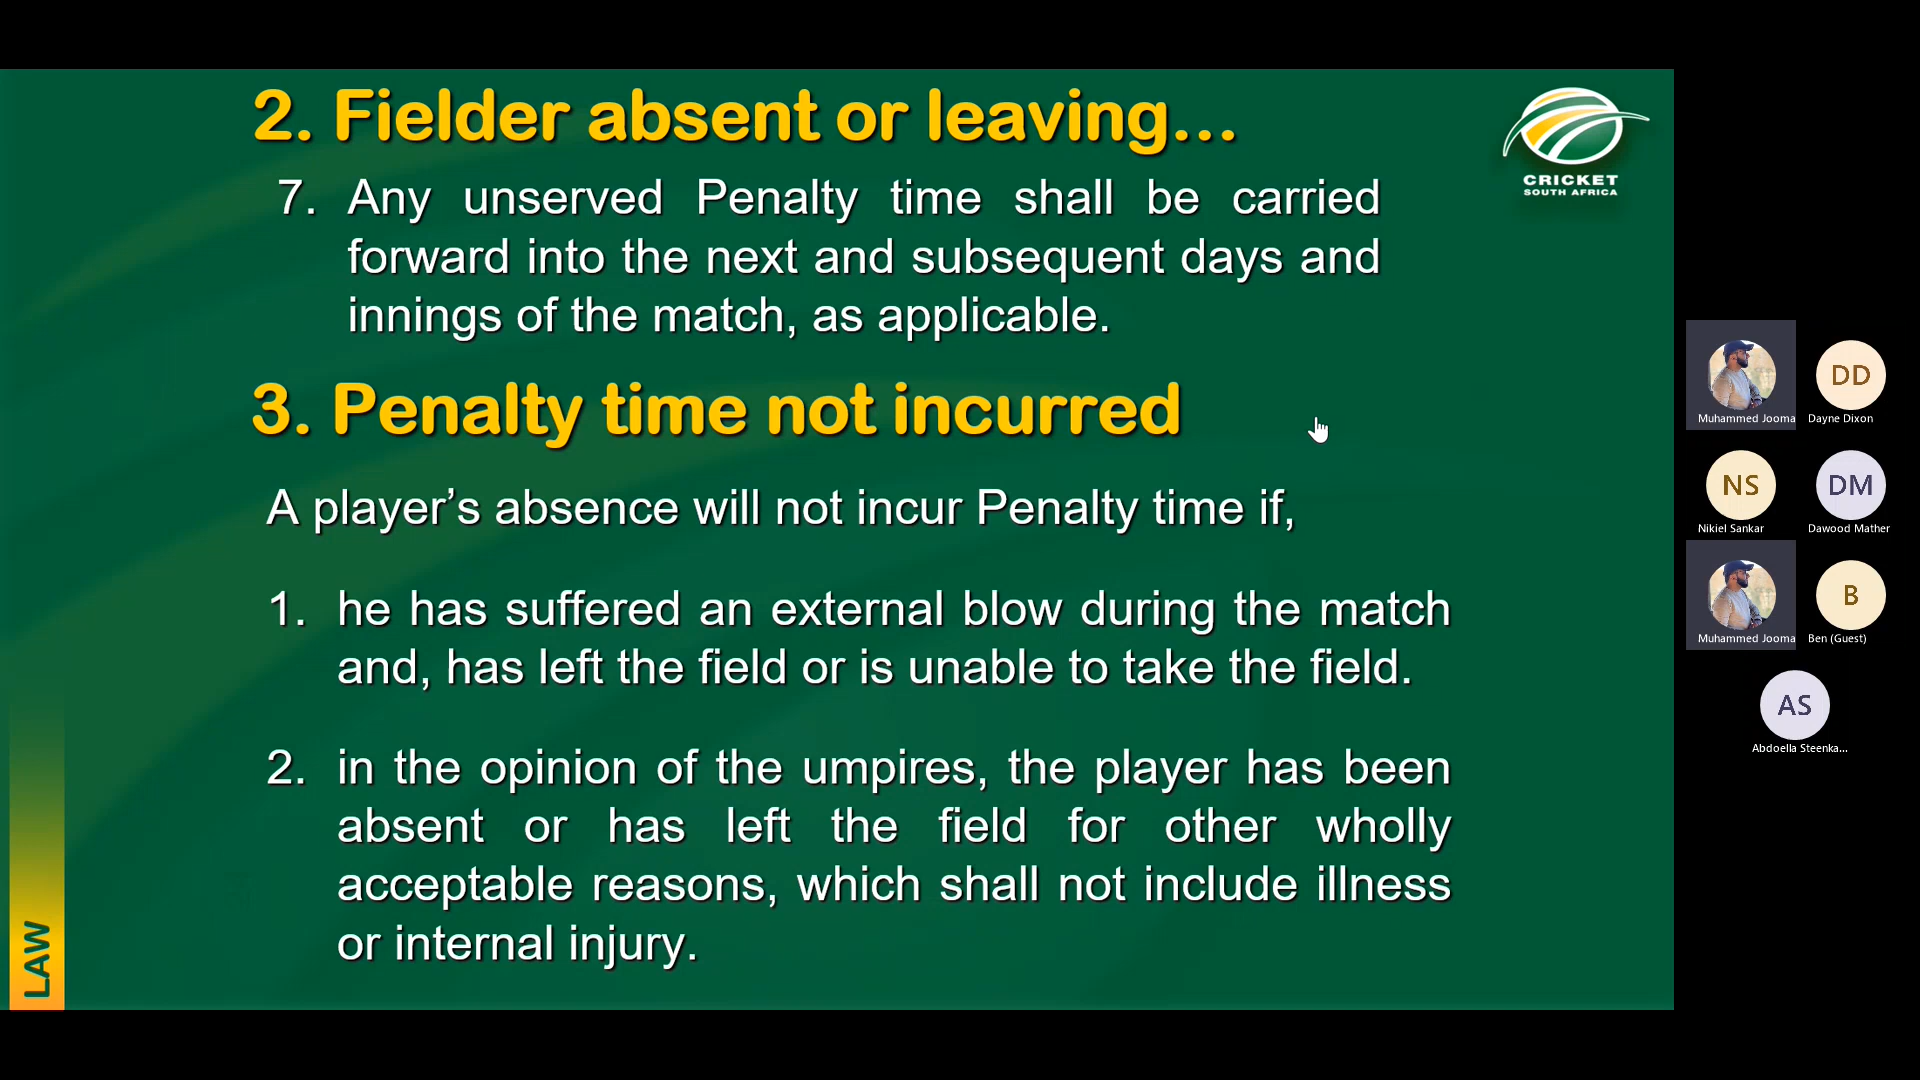 2. Fielder absent or leaving...
7. Any unserved Penalty time shall be carried
forward into the next and subsequent days and
innings of the match, as applicable.
3. Penalty time not incurred
A player’s absence will not incur Penalty time if,
1. he has suffered an external blow during the match
and, has left the field or is unable to take the field.
2. in the opinion of the umpires, the player has been
absent or has left the field for other wholly
acceptable reasons, which shall not include illness
or internal injury.
LAW
CRICKET
SOUTH AFRICA
Muhammed Jooma
DD
Dayne Dixon
NS
Nikiel Sankar
DM
Dawood Mather
Muhammed Jooma
B
Ben (Guest)
AS
Abdoella Steenka...